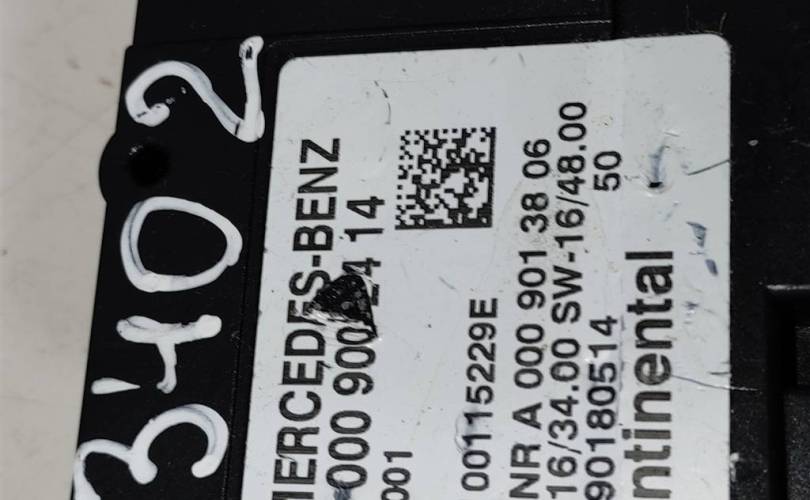 3402
MERCEDES-BENZ
000 900 14
001
00115229E
NR A 000 901 38 06
16/34.00 SW-16/48.00
90180514 50
ntinental